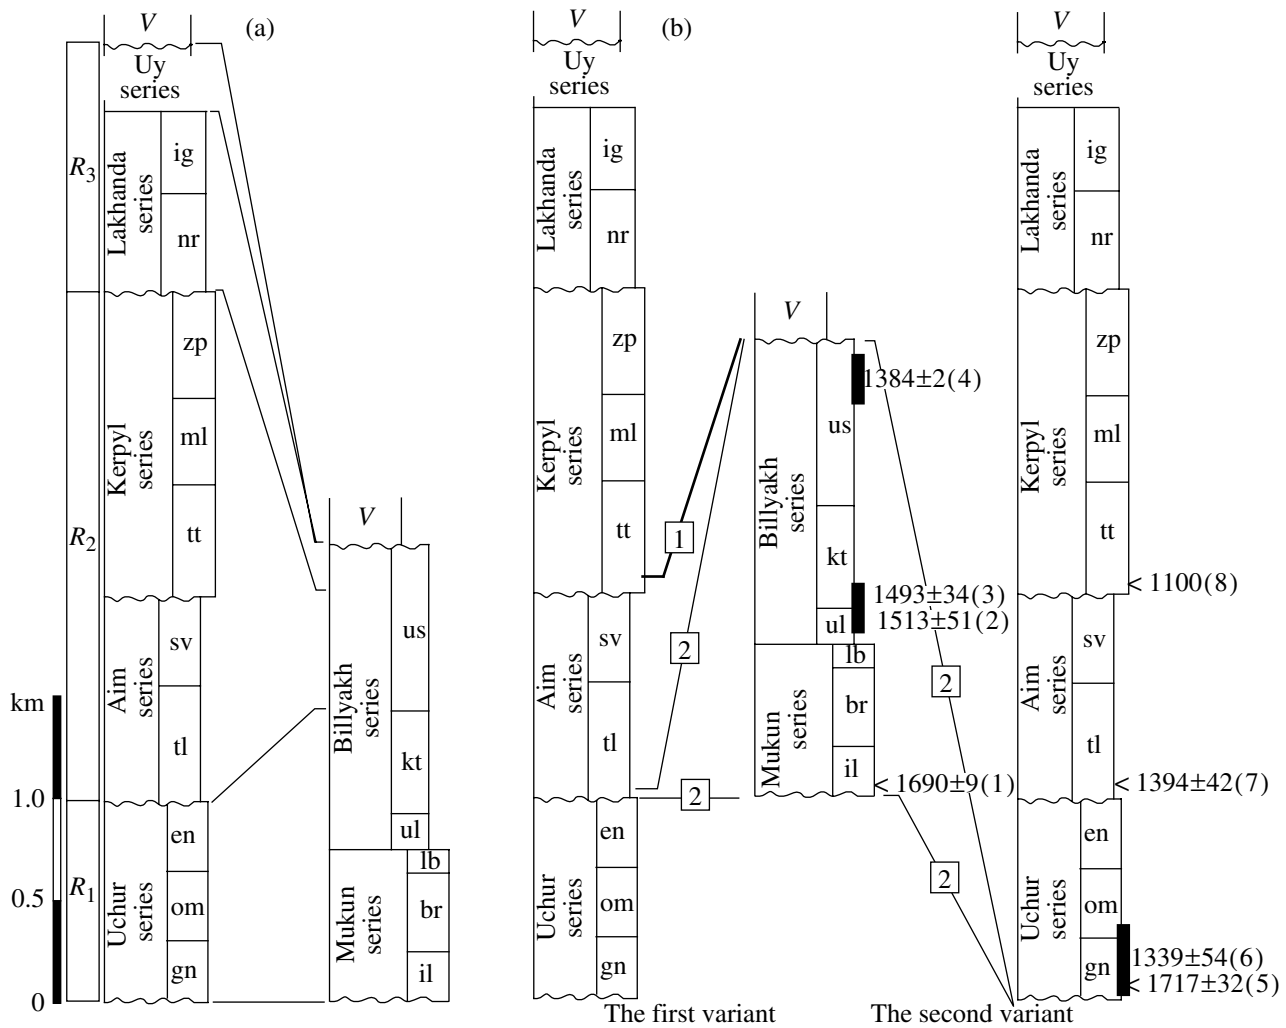 V
(a)
Uy
series
R3
Lakhanda
series
ig
nr
R2
Kerpyl
series
zp
ml
tt
Aim
series
sv
tl
R1
Uchur
series
en
om
gn
km
1.0
0.5
0
V
Billyakh
series
us
kt
ul
Mukun
series
lb
br
il
V
(b)
Uy
series
Lakhanda
series
ig
nr
Kerpyl
series
zp
ml
tt
Aim
series
sv
tl
Uchur
series
en
om
gn
1
2
2
The first variant
V
Billyakh
series
us
kt
ul
Mukun
series
lb
br
il
1384±2(4)
1493±34(3)
1513±51(2)
1690±9(1)
2
2
The second variant
V
Uy
series
Lakhanda
series
ig
nr
Kerpyl
series
zp
ml
tt
< 1100(8)
Aim
series
sv
tl
< 1394±42(7)
Uchur
series
en
om
gn
1339±54(6)
< 1717±32(5)